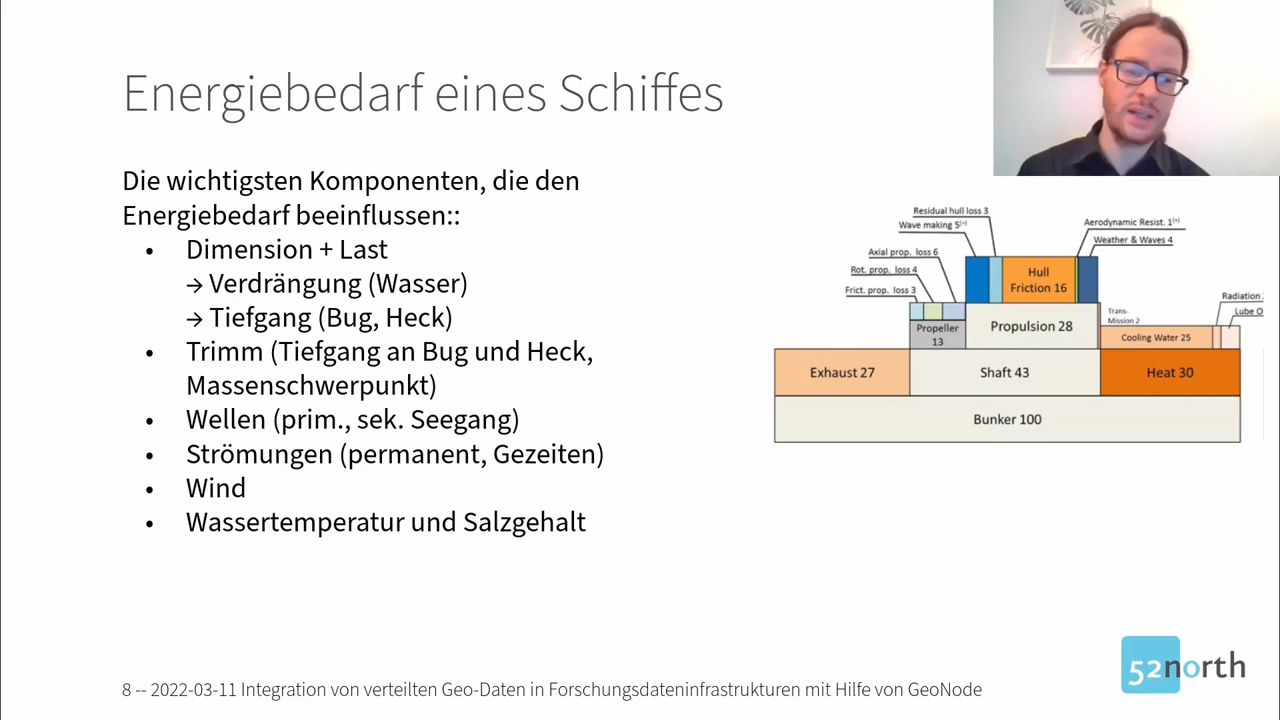 Energiebedarf eines Schiffes
Die wichtigsten Komponenten, die den
Energiebedarf beeinflussen::
• Dimension + Last
→ Verdrängung (Wasser)
→ Tiefgang (Bug, Heck)
• Trimm (Tiefgang an Bug und Heck,
Massenschwerpunkt)
• Wellen (prim., sek. Seegang)
• Strömungen (permanent, Gezeiten)
• Wind
• Wassertemperatur und Salzgehalt
Residual hull loss 3
Wave making 5(*)
Aerodynamic Resist. 1(*)
Weather & Waves 4
Axial prop. loss 6
Rot. prop. loss 4
Frict. prop. loss 3
Hull
Friction 16
Radiation
Lube O
Trans-
Mission 2
Propeller
13
Propulsion 28
Cooling Water 25
Exhaust 27
Shaft 43
Heat 30
Bunker 100
52north
8 -- 2022-03-11 Integration von verteilten Geo-Daten in Forschungsdateninfrastrukturen mit Hilfe von GeoNode